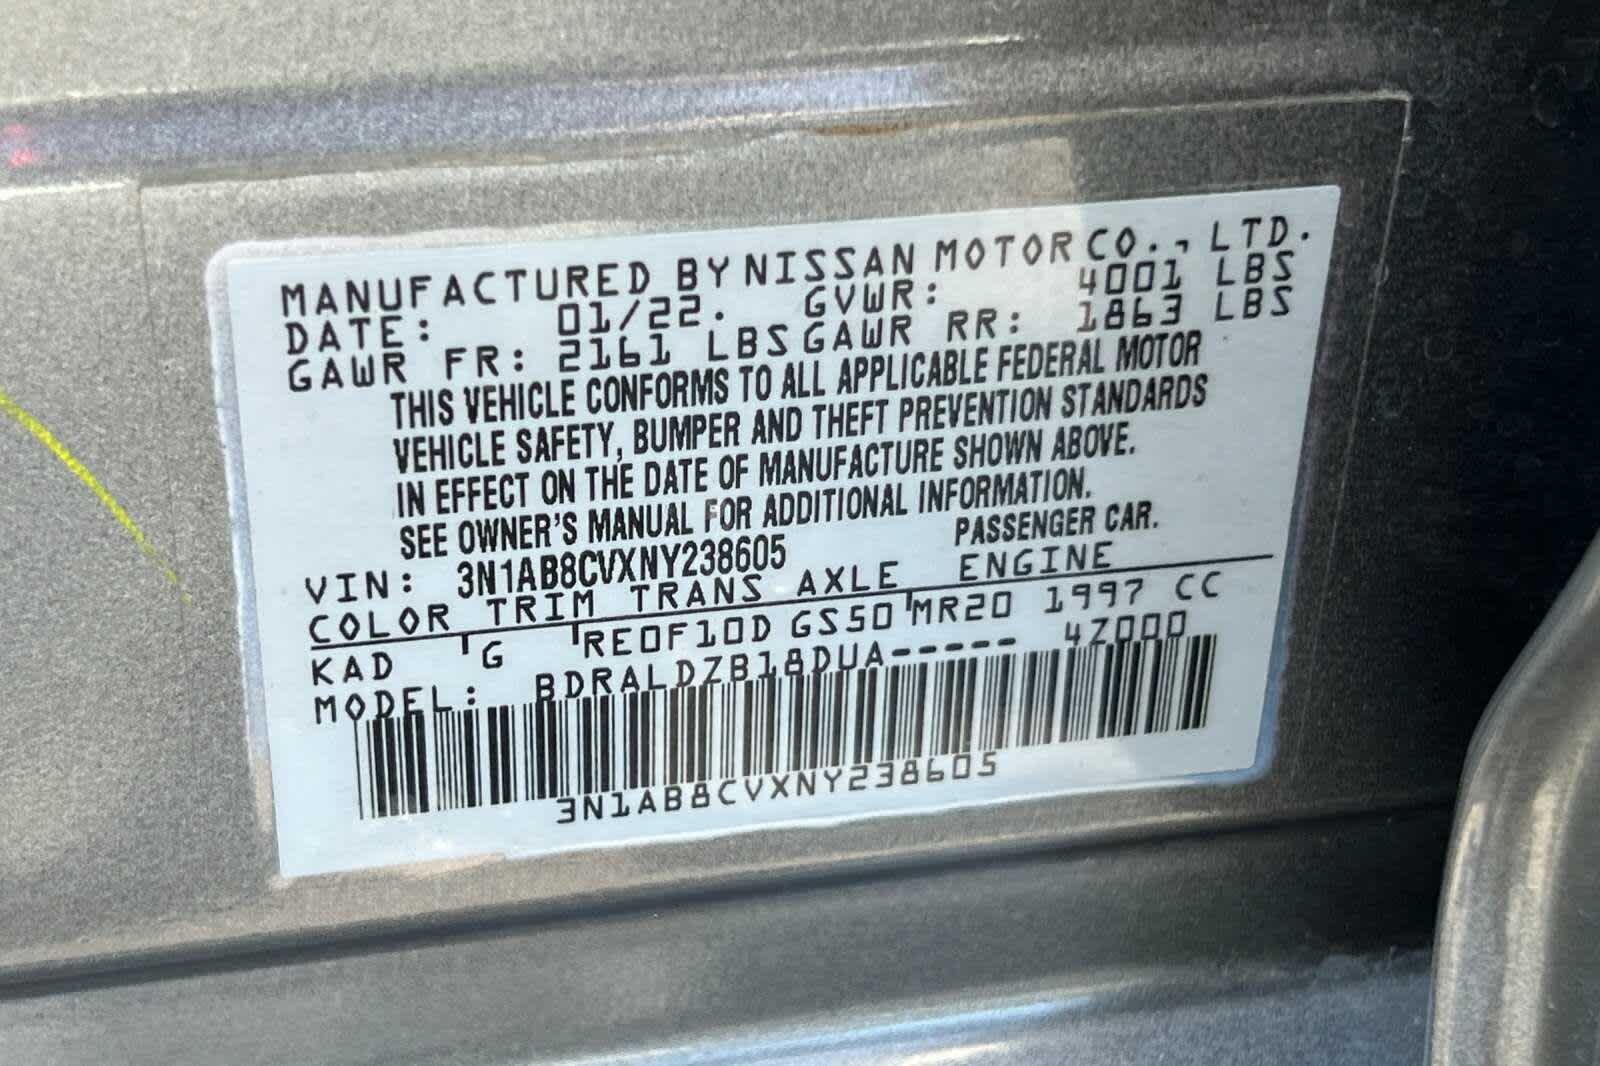 MANUFACTURED BY NISSAN MOTOR CO., LTD.
DATE: 01/22. GVWR: 4001 LBS
GAWR FR: 2161 LBS GAWR RR: 1863 LBS
THIS VEHICLE CONFORMS TO ALL APPLICABLE FEDERAL MOTOR
VEHICLE SAFETY, BUMPER AND THEFT PREVENTION STANDARDS
IN EFFECT ON THE DATE OF MANUFACTURE SHOWN ABOVE.
SEE OWNER'S MANUAL FOR ADDITIONAL INFORMATION.
VIN: 3N1AB8CVXNY238605 PASSENGER CAR.
COLOR TRIM TRANS AXLE ENGINE
KAD G RE0F10D GS50 MR20 1997 CC
MODEL: BDRALDZB18DUA----- 4Z000
3N1AB8CVXNY238605